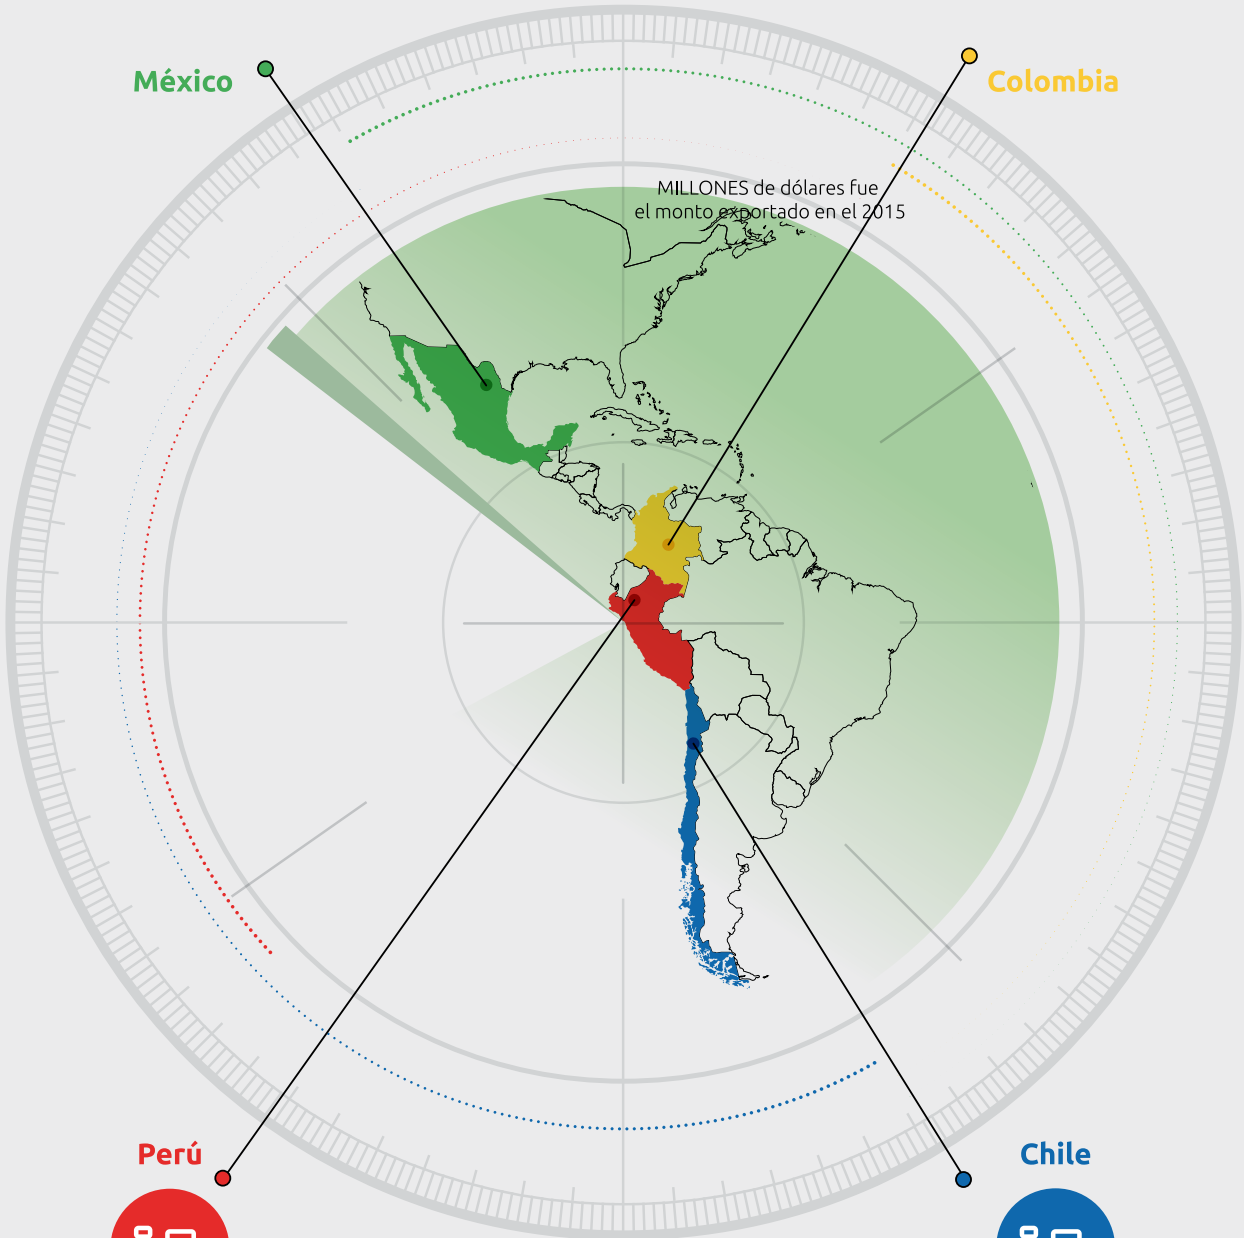 México
Colombia
MILLONES de dólares fue
el monto exportado en el 2015
Perú
Chile